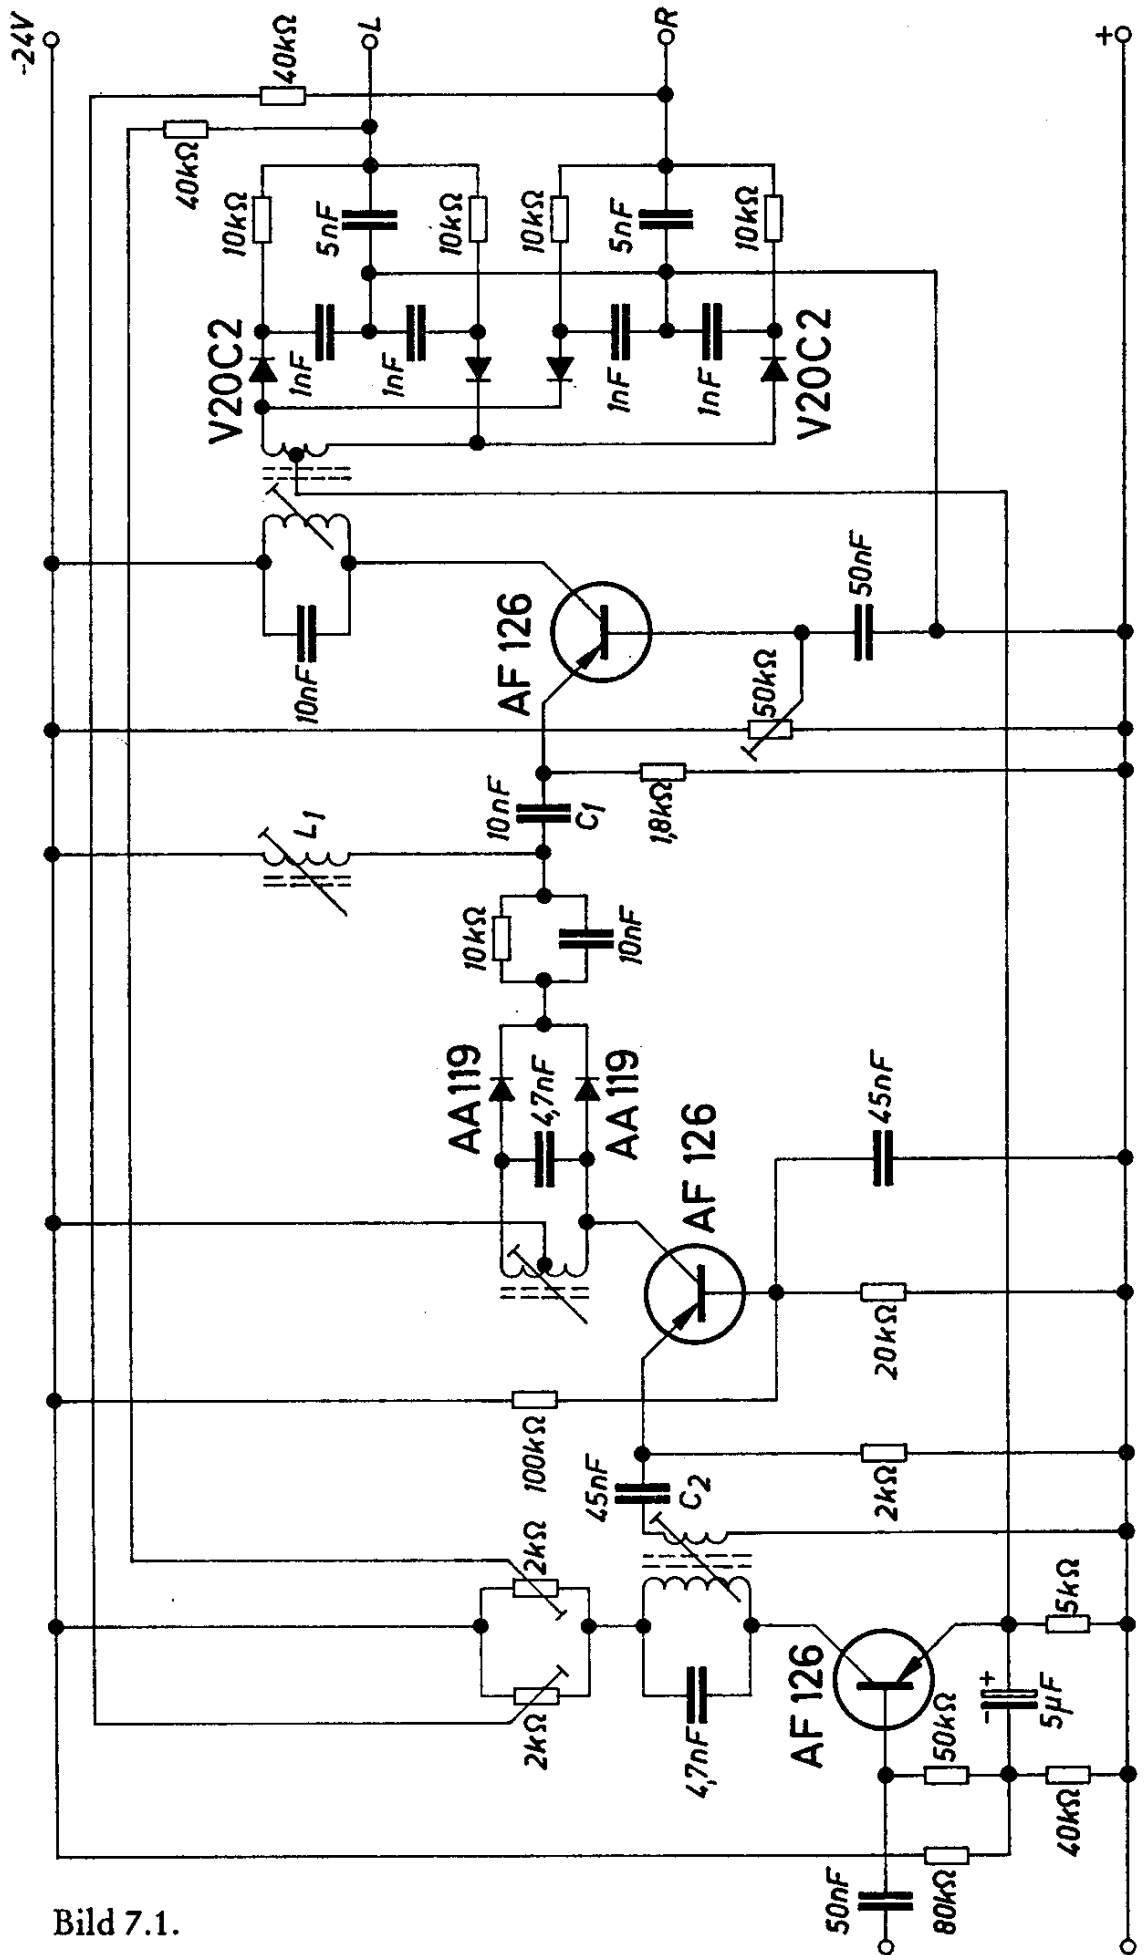 -24V
L
R
+
40kΩ
40kΩ
10kΩ
5nF
10kΩ
10kΩ
5nF
10kΩ
V20C2
1nF
1nF
1nF
1nF
V20C2
10nF
AF 126
50nF
50kΩ
L1
10nF
C1
1,8kΩ
10kΩ
10nF
AA119
4,7nF
AA119
AF 126
45nF
20kΩ
100kΩ
45nF
C2
2kΩ
2kΩ
2kΩ
4,7nF
AF 126
5kΩ
+
-
5µF
50kΩ
40kΩ
50nF
80kΩ
Bild 7.1.